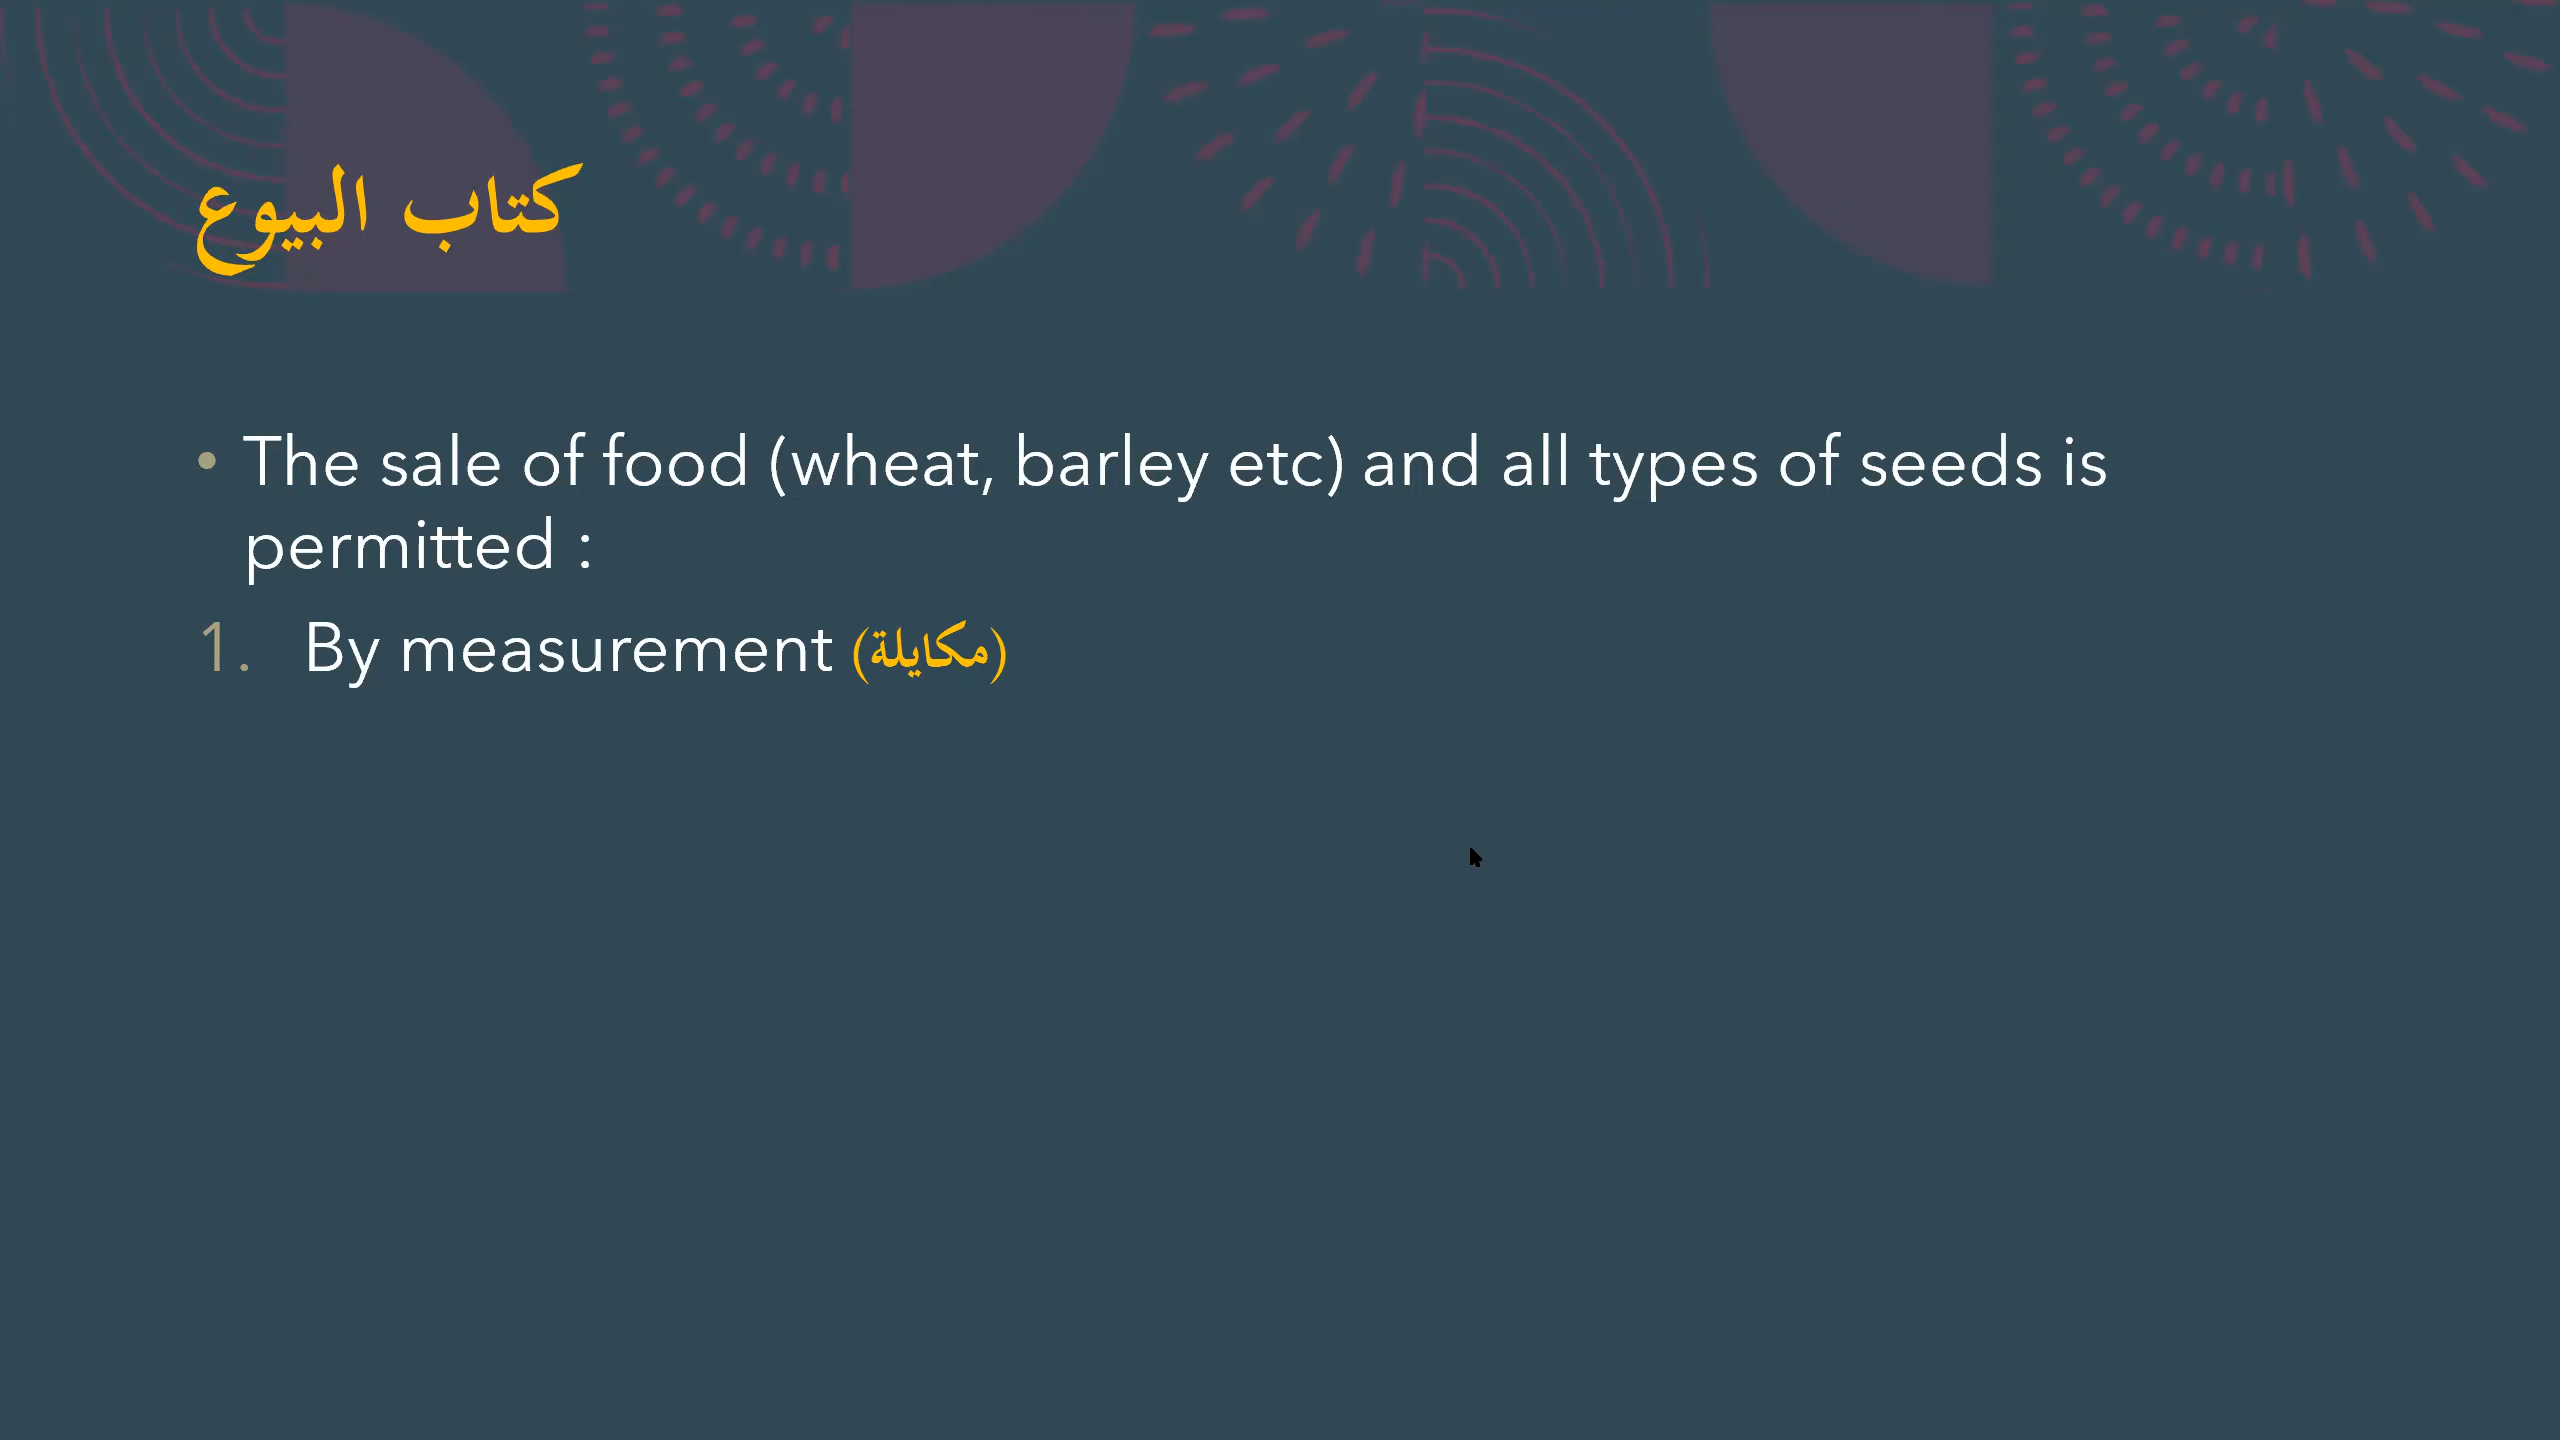 كتاب البيوع
• The sale of food (wheat, barley etc) and all types of seeds is
permitted :
1. By measurement (مكايلة)